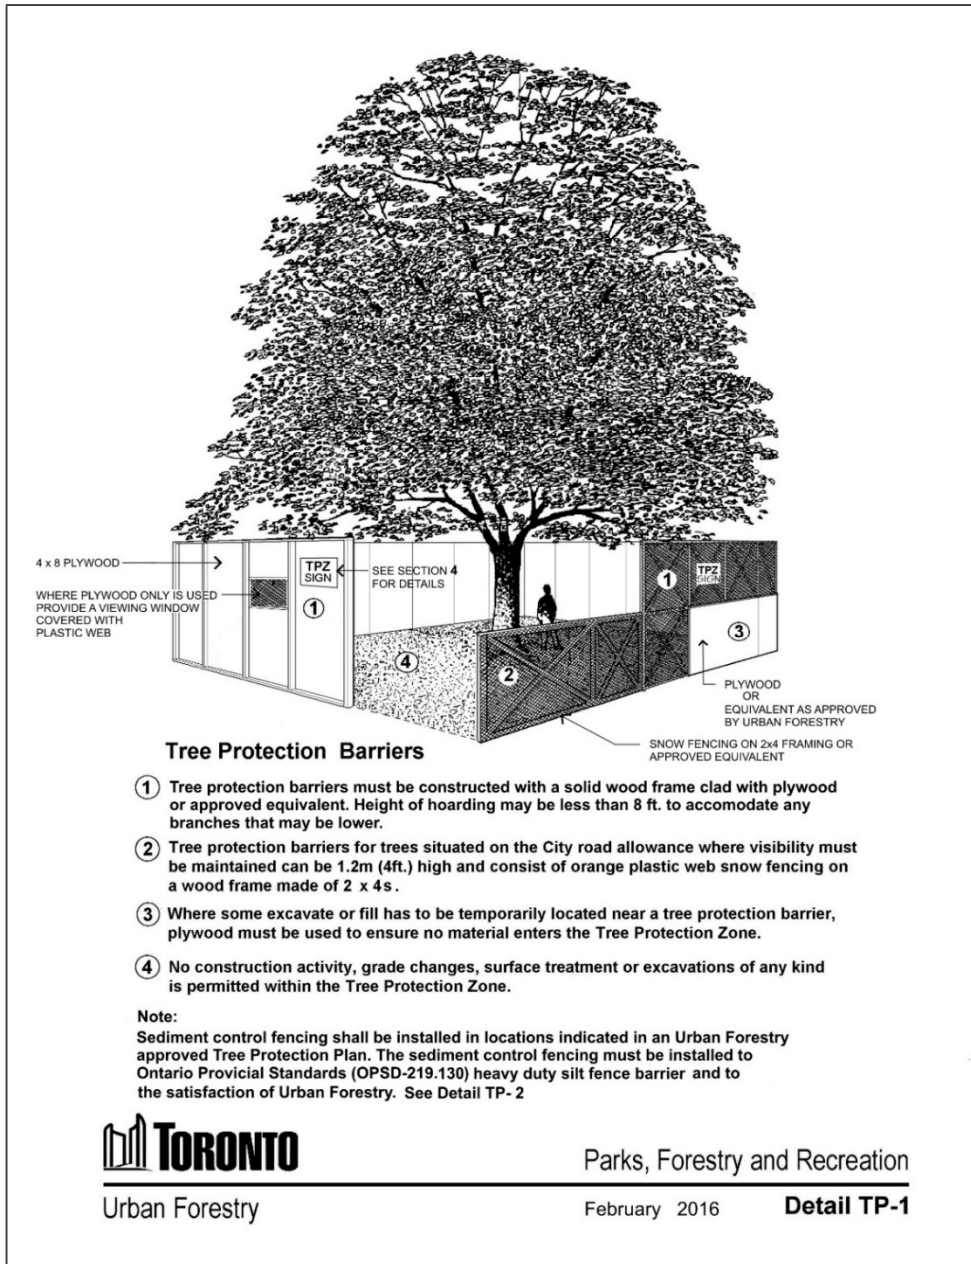 4 x 8 PLYWOOD
WHERE PLYWOOD ONLY IS USED
PROVIDE A VIEWING WINDOW
COVERED WITH
PLASTIC WEB
TPZ
SIGN
1
SEE SECTION 4
FOR DETAILS
4
2
1
TPZ
SIGN
3
PLYWOOD
OR
EQUIVALENT AS APPROVED
BY URBAN FORESTRY
SNOW FENCING ON 2x4 FRAMING OR
APPROVED EQUIVALENT
Tree Protection Barriers
1 Tree protection barriers must be constructed with a solid wood frame clad with plywood
or approved equivalent. Height of hoarding may be less than 8 ft. to accomodate any
branches that may be lower.
2 Tree protection barriers for trees situated on the City road allowance where visibility must
be maintained can be 1.2m (4ft.) high and consist of orange plastic web snow fencing on
a wood frame made of 2 x 4s.
3 Where some excavate or fill has to be temporarily located near a tree protection barrier,
plywood must be used to ensure no material enters the Tree Protection Zone.
4 No construction activity, grade changes, surface treatment or excavations of any kind
is permitted within the Tree Protection Zone.
Note:
Sediment control fencing shall be installed in locations indicated in an Urban Forestry
approved Tree Protection Plan. The sediment control fencing must be installed to
Ontario Provicial Standards (OPSD-219.130) heavy duty silt fence barrier and to
the satisfaction of Urban Forestry. See Detail TP- 2
TORONTO
Parks, Forestry and Recreation
Urban Forestry
February 2016 Detail TP-1